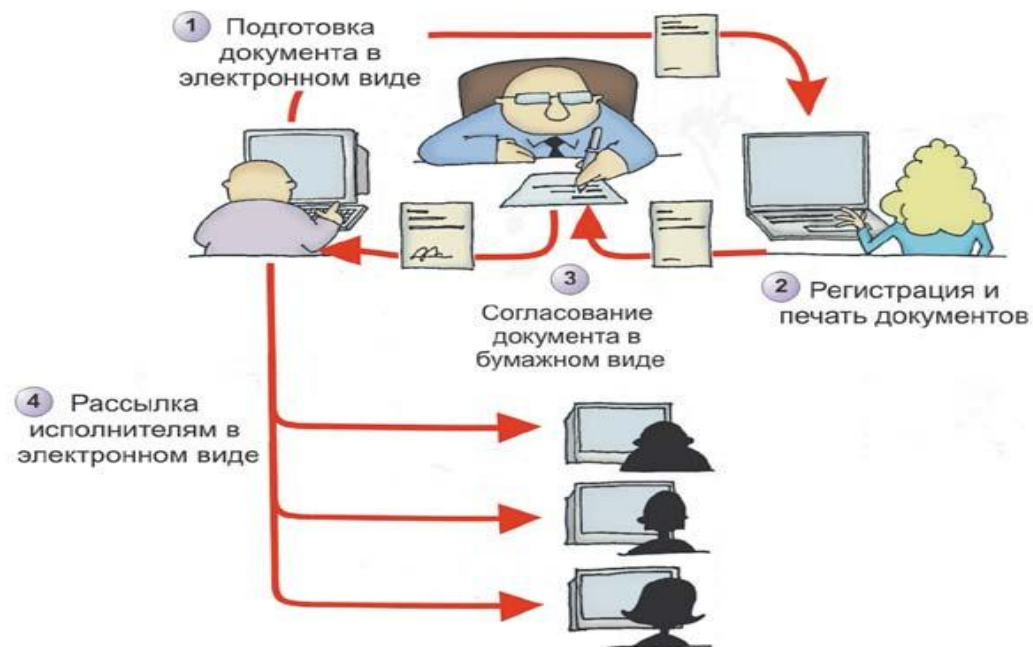 1 Подготовка
документа в
электронном виде
3
Согласование
документа в
бумажном виде
2 Регистрация и
печать документов
4 Рассылка
исполнителям в
электронном виде